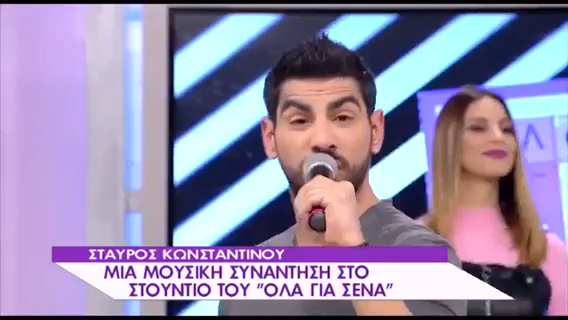 ΣΤΑΥΡΟΣ ΚΩΝΣΤΑΝΤΙΝΟΥ
ΜΙΑ ΜΟΥΣΙΚΗ ΣΥΝΑΝΤΗΣΗ ΣΤΟ
ΣΤΟΥΝΤΙΟ ΤΟΥ "ΟΛΑ ΓΙΑ ΣΕΝΑ"